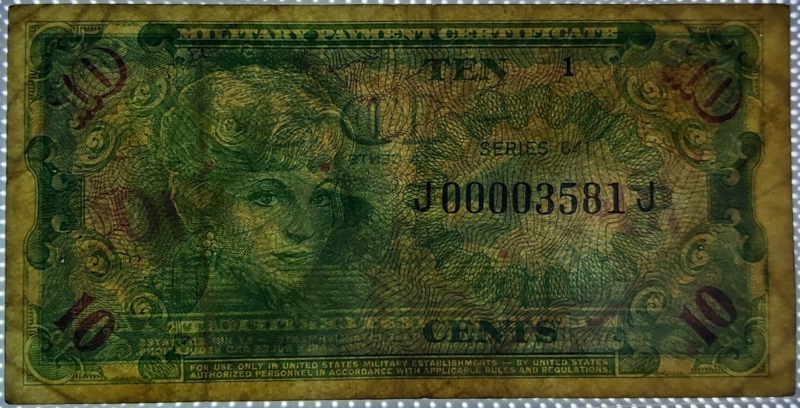 MILITARY PAYMENT CERTIFICATE
10
TEN 1
10
SERIES 641
J00003581J
10
CENTS
10
FOR USE ONLY IN UNITED STATES MILITARY ESTABLISHMENTS — BY UNITED STATES
AUTHORIZED PERSONNEL IN ACCORDANCE WITH APPLICABLE RULES AND REGULATIONS.